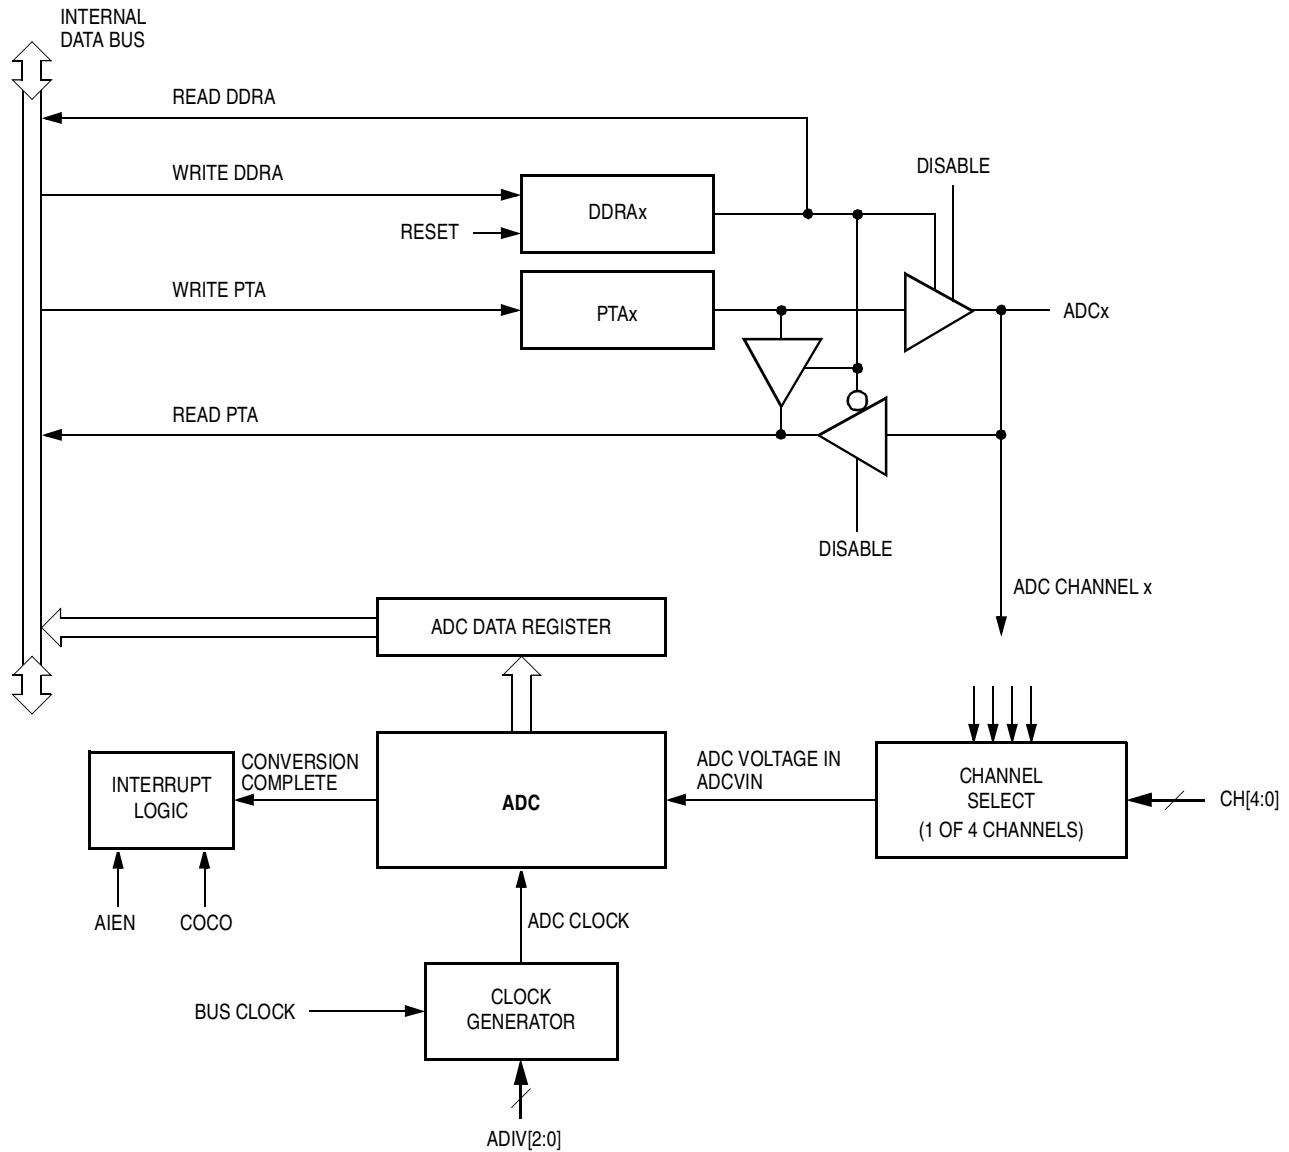 INTERNAL
DATA BUS
READ DDRA
WRITE DDRA
DISABLE
DDRAx
RESET
WRITE PTA
PTAx
ADCx
READ PTA
DISABLE
ADC CHANNEL x
ADC DATA REGISTER
INTERRUPT
LOGIC
CONVERSION
COMPLETE
ADC
ADC VOLTAGE IN
ADCVIN
CHANNEL
SELECT
(1 OF 4 CHANNELS)
CH[4:0]
AIEN
COCO
ADC CLOCK
BUS CLOCK
CLOCK
GENERATOR
ADIV[2:0]